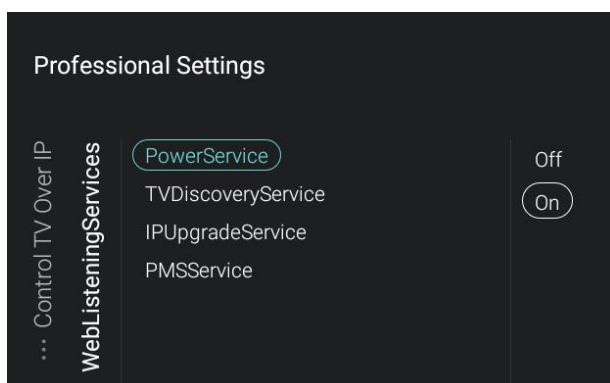 Professional Settings
... Control TV Over IP
WebListeningServices
PowerService
TVDiscoveryService
IPUpgradeService
PMSService
Off
On